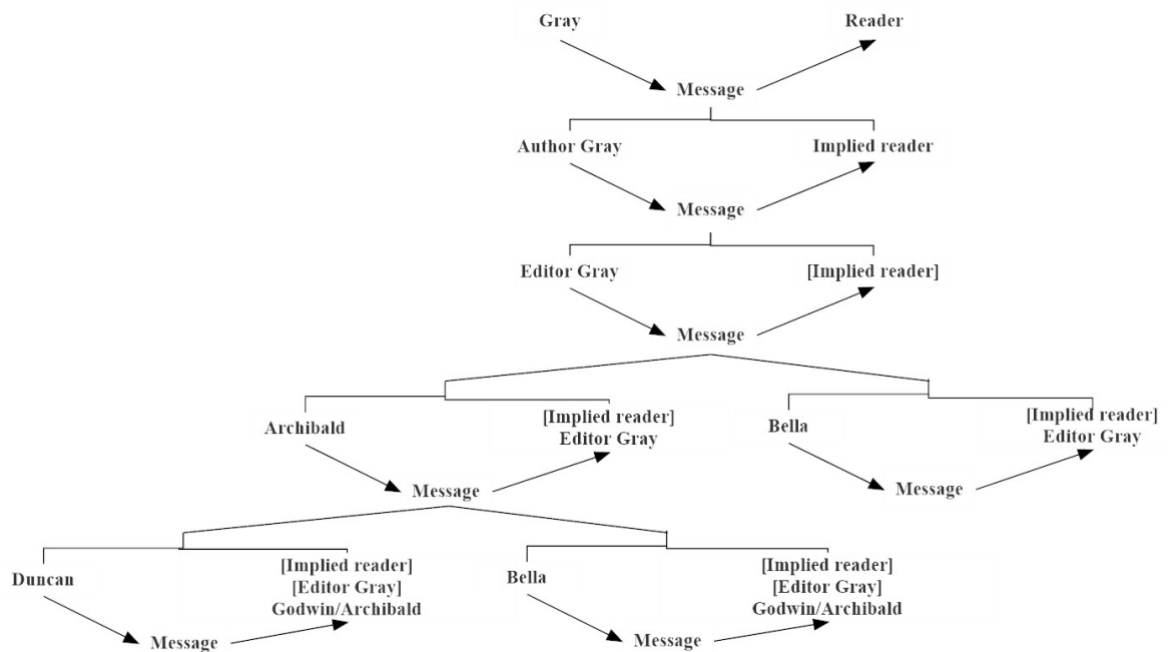 Gray
Reader
Message
Author Gray
Implied reader
Message
Editor Gray
[Implied reader]
Message
Archibald
[Implied reader]
Editor Gray
Bella
[Implied reader]
Editor Gray
Message
Message
Duncan
[Implied reader]
[Editor Gray]
Godwin/Archibald
Bella
[Implied reader]
[Editor Gray]
Godwin/Archibald
Message
Message